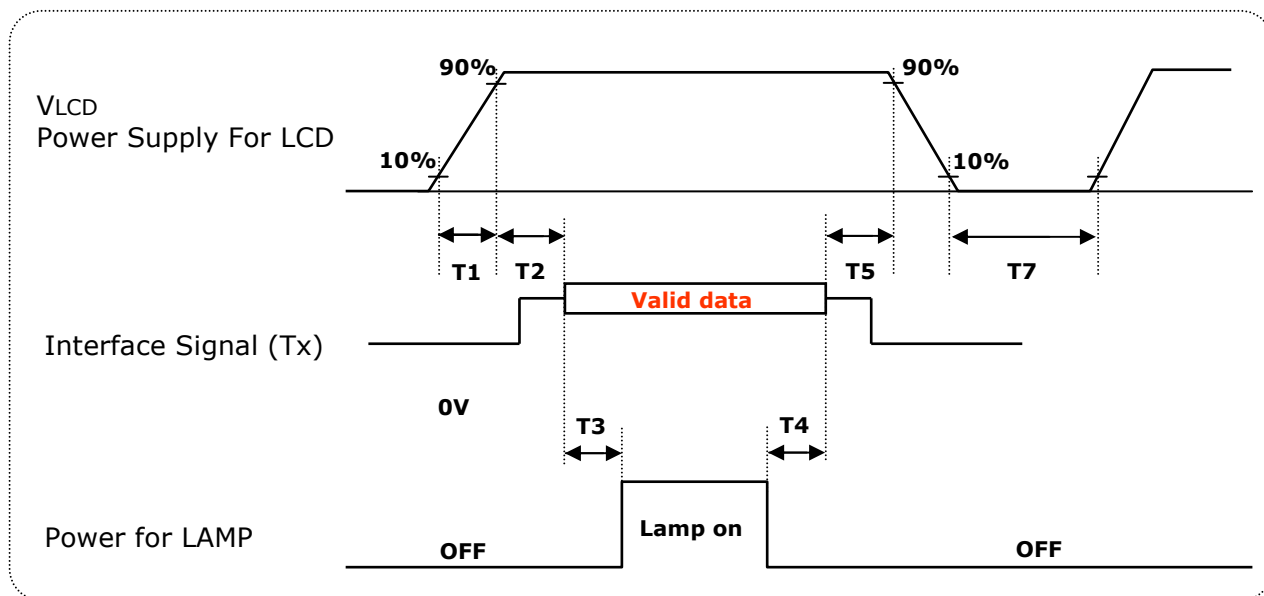 90%
90%
VLCD
Power Supply For LCD
10%
10%
T1
T2
T5
T7
Valid data
Interface Signal (Tx)
0V
T3
T4
Lamp on
Power for LAMP
OFF
OFF